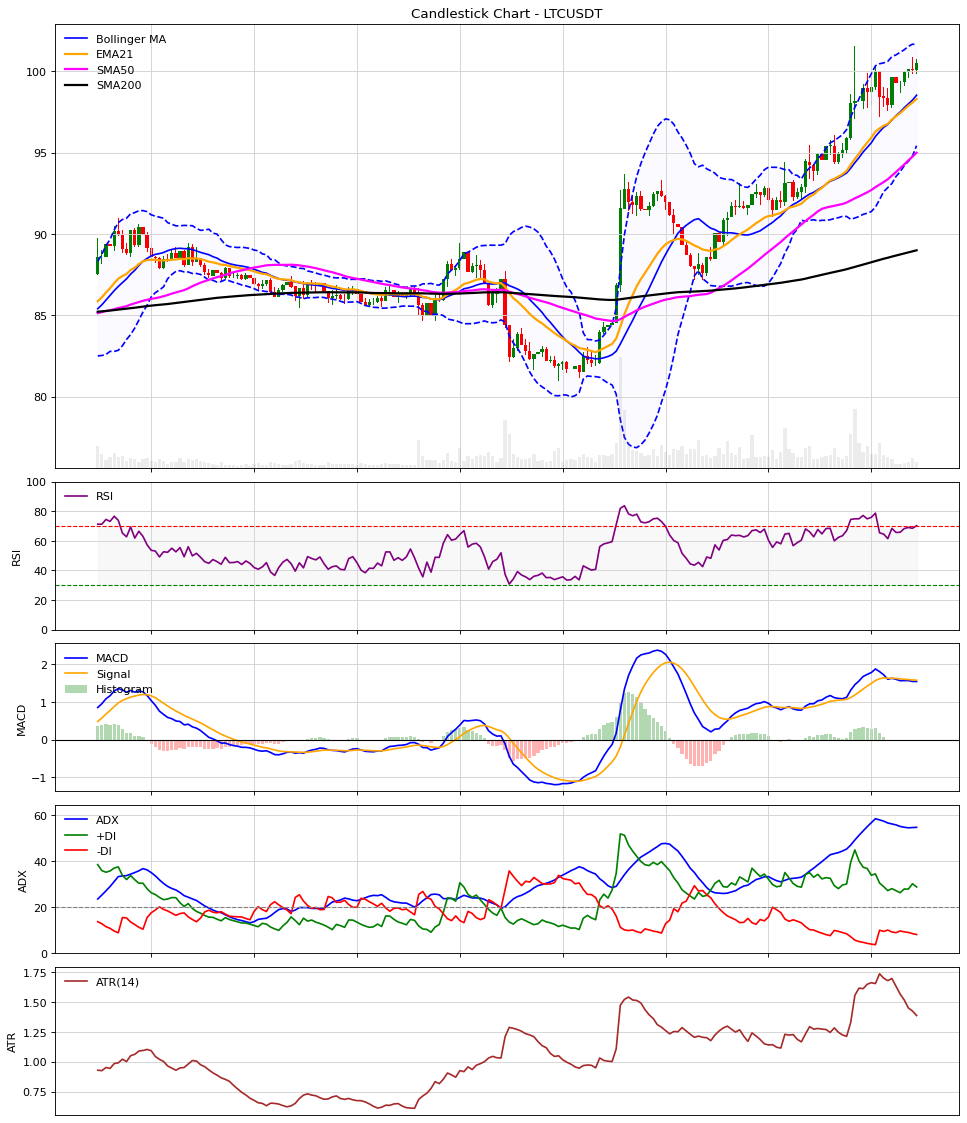 Candlestick Chart - LTCUSDT
Bollinger MA
EMA21
SMA50
SMA200
100
95
90
85
80
RSI
100
80
60
40
20
0
RSI
MACD
Signal
Histogram
2
1
0
−1
MACD
ADX
+DI
-DI
60
40
20
0
ADX
ATR(14)
1.75
1.50
1.25
1.00
0.75
ATR